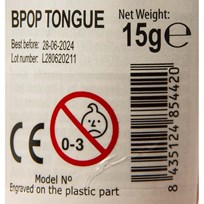 BPOP TONGUE
Net Weight:
15g℮
Best before: 28-06-2024
Lot number: L280620211
0-3
CE
Model Nº
Engraved on the plastic part
8 435124 854420